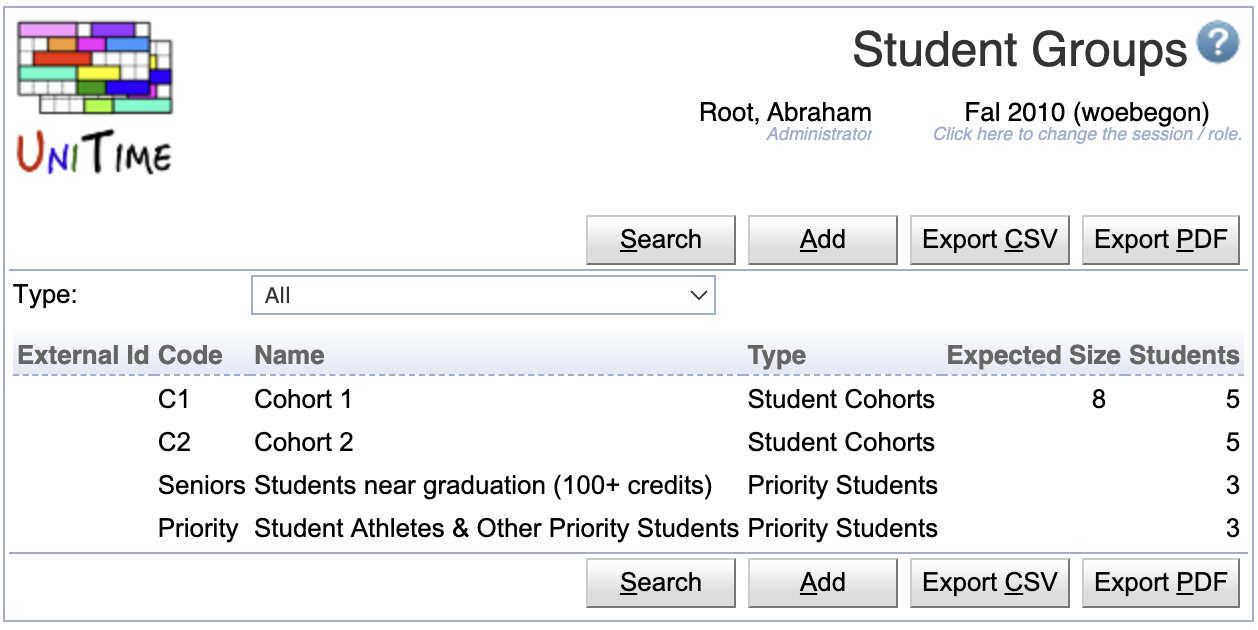 UNITIME
Student Groups
?
Root, Abraham
Administrator
Fal 2010 (woebegon)
Click here to change the session / role.
Search Add Export CSV Export PDF
Type: All
External Id Code Name Type Expected Size Students
C1 Cohort 1 Student Cohorts 8 5
C2 Cohort 2 Student Cohorts 5
Seniors Students near graduation (100+ credits) Priority Students 3
Priority Student Athletes & Other Priority Students Priority Students 3
Search Add Export CSV Export PDF